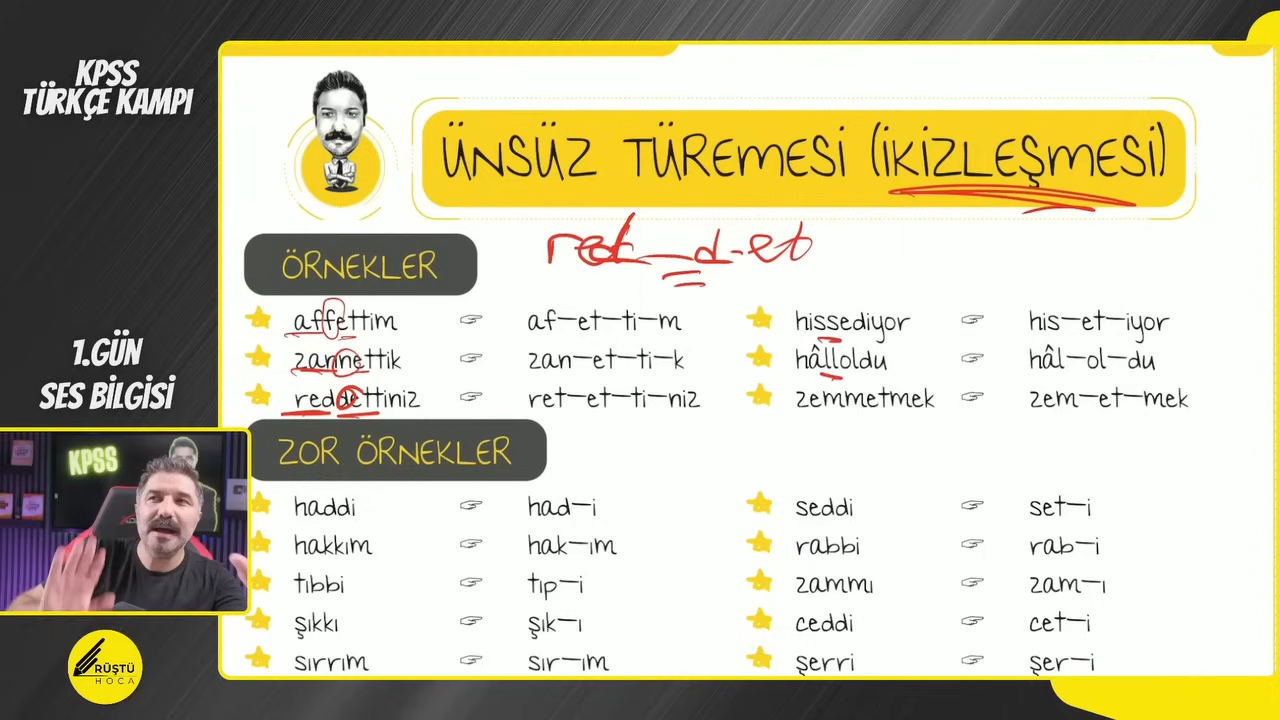 KPSS
TÜRKÇE KAMPI
1.GÜN
SES BİLGİSİ
KPSS
RÜŞTÜ
HOCA
ÜNSÜZ TÜREMESİ (İKİZLEŞMESİ)
red d-et
ÖRNEKLER
affettim af-et-ti-m hissediyor his-et-iyor
zannettik zan-et-ti-k hâlloldu hâl-ol-du
reddettiniz ret-et-ti-niz zemmetmek zem-et-mek
ZOR ÖRNEKLER
haddi had-i seddi set-i
hakkım hak-ım rabbi rab-i
tıbbi tıp-i zammı zam-ı
şıkkı şık-ı ceddi cet-i
sırrım sır-ım şerri şer-i